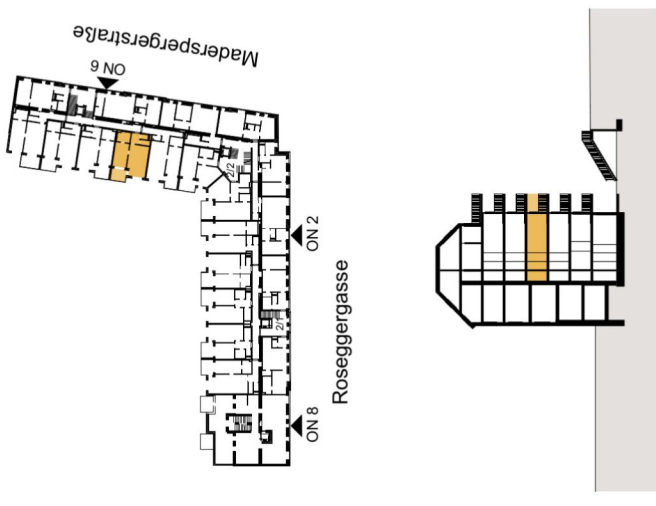 Maderspergerstraße
ON 6
2/2
ON 2
Roseggergasse
2/1
ON 8